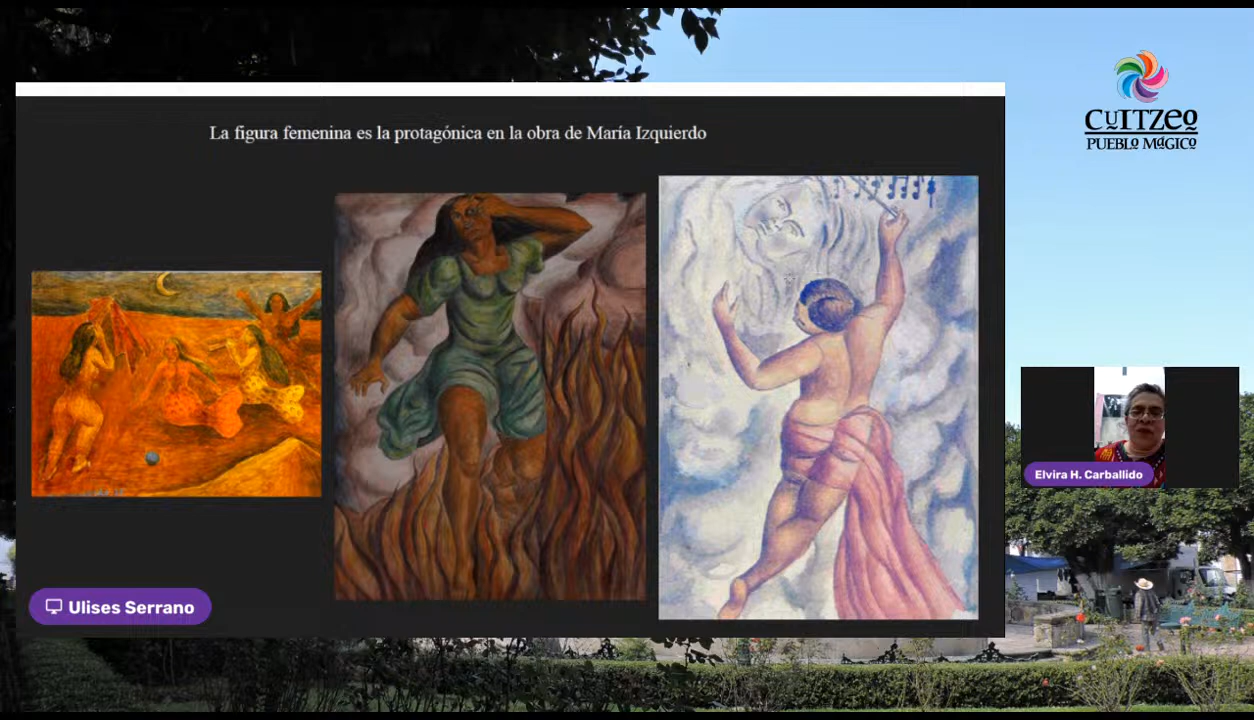 La figura femenina es la protagónica en la obra de María Izquierdo
CUITZEO
PUEBLO MáGICO
Elvira H. Carballido
Ulises Serrano